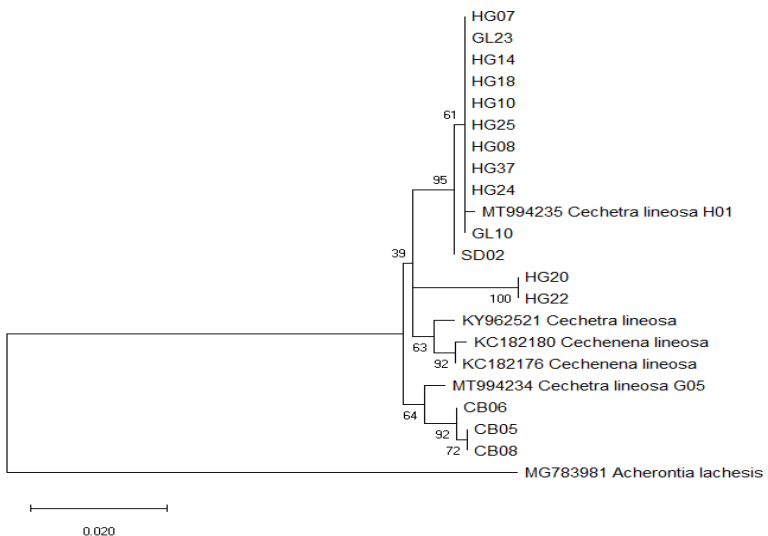 HG07
GL23
HG14
HG18
HG10
61
HG25
HG08
HG37
95
HG24
MT994235 Cechetra lineosa H01
GL10
39
SD02
HG20
100
HG22
KY962521 Cechetra lineosa
63
KC182180 Cechenena lineosa
92
KC182176 Cechenena lineosa
MT994234 Cechetra lineosa G05
64
CB06
92
CB05
72
CB08
MG783981 Acherontia lachesis
0.020